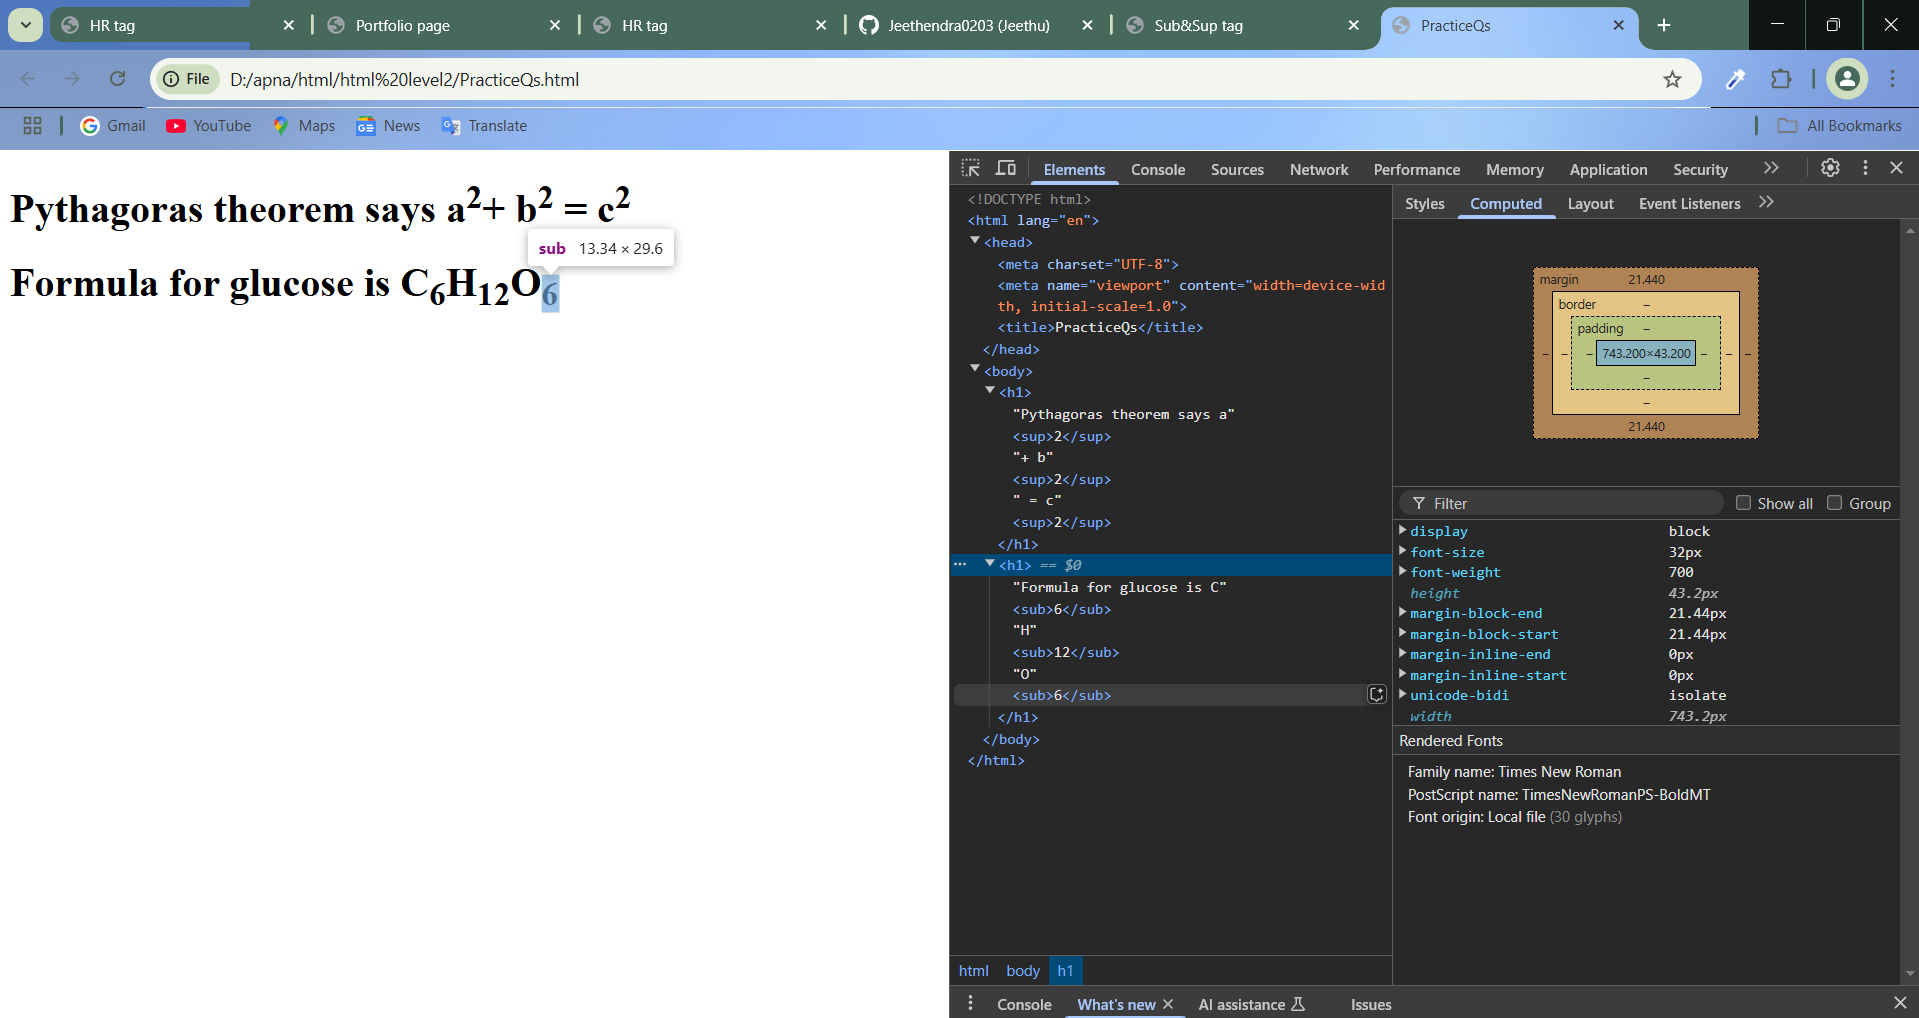 HR tag
Portfolio page
HR tag
Jeethendra0203 (Jeethu)
Sub&Sup tag
PracticeQs
File D:/apna/html/html%20level2/PracticeQs.html
Gmail YouTube Maps News Translate All Bookmarks
Pythagoras theorem says a²+ b² = c²
sub 13.34 × 29.6
Formula for glucose is C₆H₁₂O₆
Elements Console Sources Network Performance Memory Application Security
<!DOCTYPE html>
<html lang="en">
<head>
<meta charset="UTF-8">
<meta name="viewport" content="width=device-wid
th, initial-scale=1.0">
<title>PracticeQs</title>
</head>
<body>
<h1>
"Pythagoras theorem says a"
<sup>2</sup>
"+ b"
<sup>2</sup>
" = c"
<sup>2</sup>
</h1>
<h1> == $0
"Formula for glucose is C"
<sub>6</sub>
"H"
<sub>12</sub>
"O"
<sub>6</sub>
</h1>
</body>
</html>
html body h1
Styles Computed Layout Event Listeners
margin 21.440
border –
padding –
– – – 743.200×43.200 – – –
–
–
21.440
Filter Show all Group
display block
font-size 32px
font-weight 700
height 43.2px
margin-block-end 21.44px
margin-block-start 21.44px
margin-inline-end 0px
margin-inline-start 0px
unicode-bidi isolate
width 743.2px
Rendered Fonts
Family name: Times New Roman
PostScript name: TimesNewRomanPS-BoldMT
Font origin: Local file (30 glyphs)
Console What's new AI assistance Issues